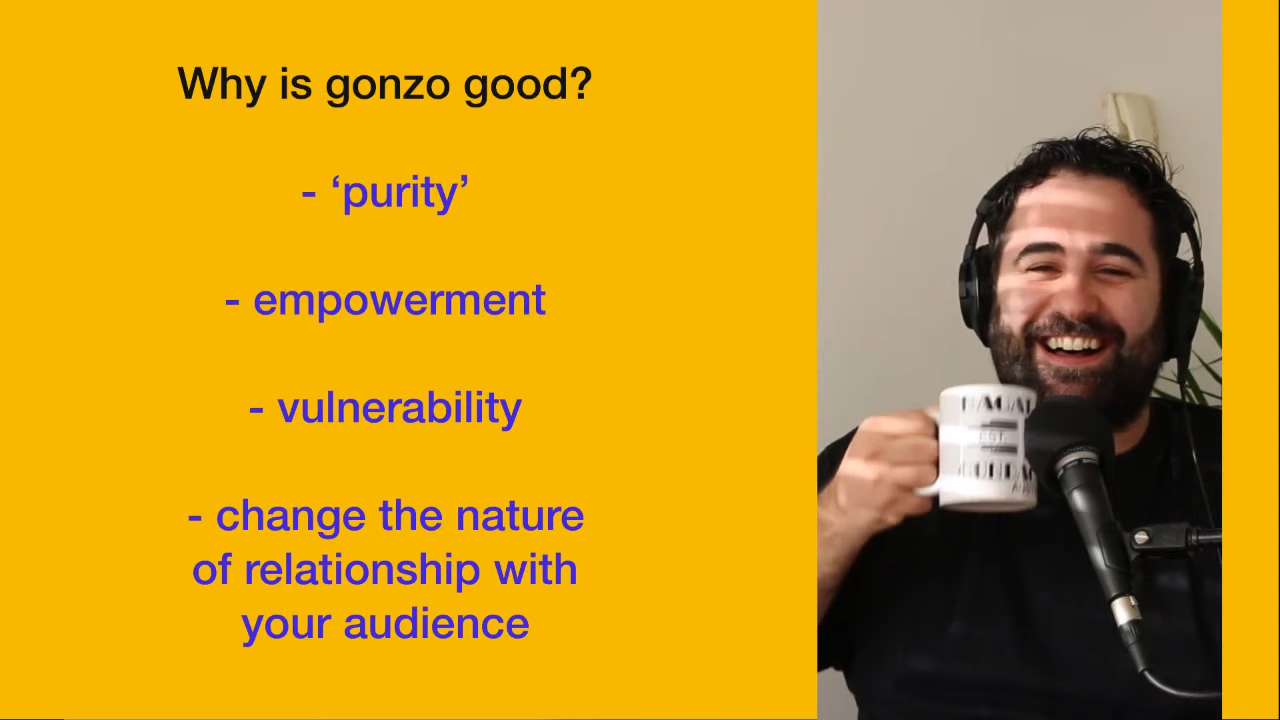 Why is gonzo good?
- ‘purity’
- empowerment
- vulnerability
- change the nature
of relationship with
your audience